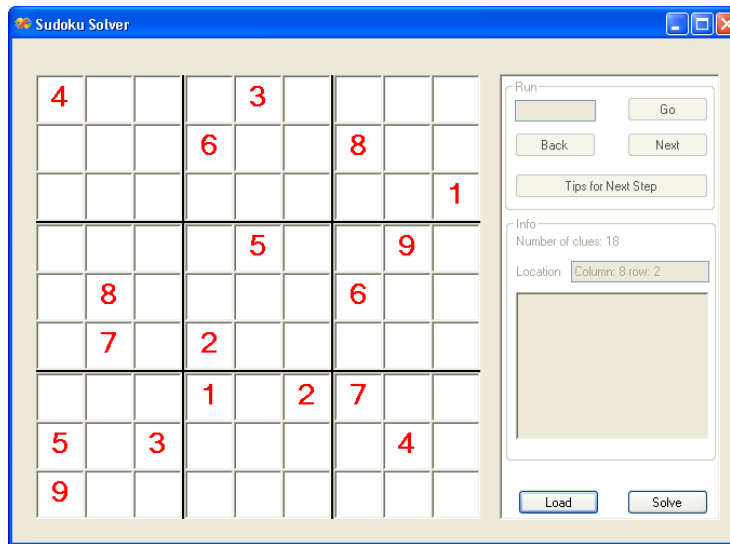 Sudoku Solver
4 3
6 8
1
5 9
8 6
7 2
1 2 7
5 3 4
9
Run
Go
Back Next
Tips for Next Step
Info
Number of clues: 18
Location Column: 8 row: 2
Load Solve